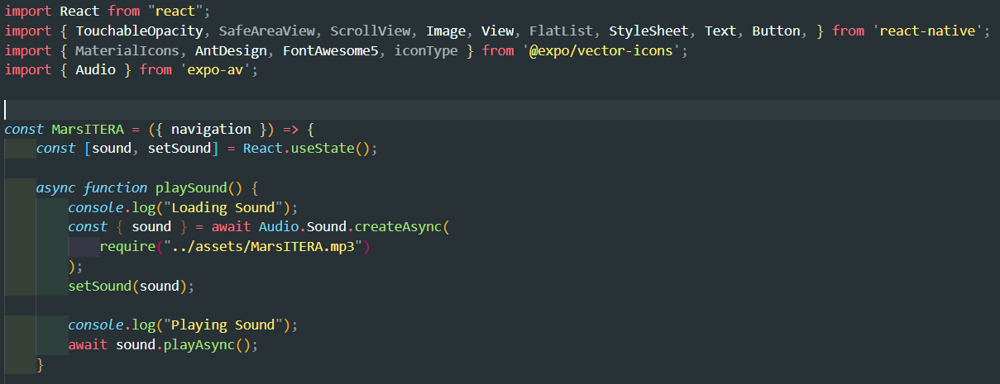 import React from "react";
import { TouchableOpacity, SafeAreaView, ScrollView, Image, View, FlatList, StyleSheet, Text, Button, } from 'react-native';
import { MaterialIcons, AntDesign, FontAwesome5, iconType } from '@expo/vector-icons';
import { Audio } from 'expo-av';
const MarsITERA = ({ navigation }) => {
const [sound, setSound] = React.useState();
async function playSound() {
console.log("Loading Sound");
const { sound } = await Audio.Sound.createAsync(
require("../assets/MarsITERA.mp3")
);
setSound(sound);
console.log("Playing Sound");
await sound.playAsync();
}